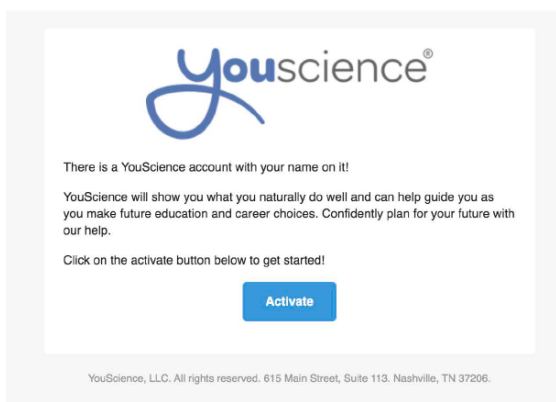 youscience®
There is a YouScience account with your name on it!
YouScience will show you what you naturally do well and can help guide you as
you make future education and career choices. Confidently plan for your future with
our help.
Click on the activate button below to get started!
Activate
YouScience, LLC. All rights reserved. 615 Main Street, Suite 113. Nashville, TN 37206.